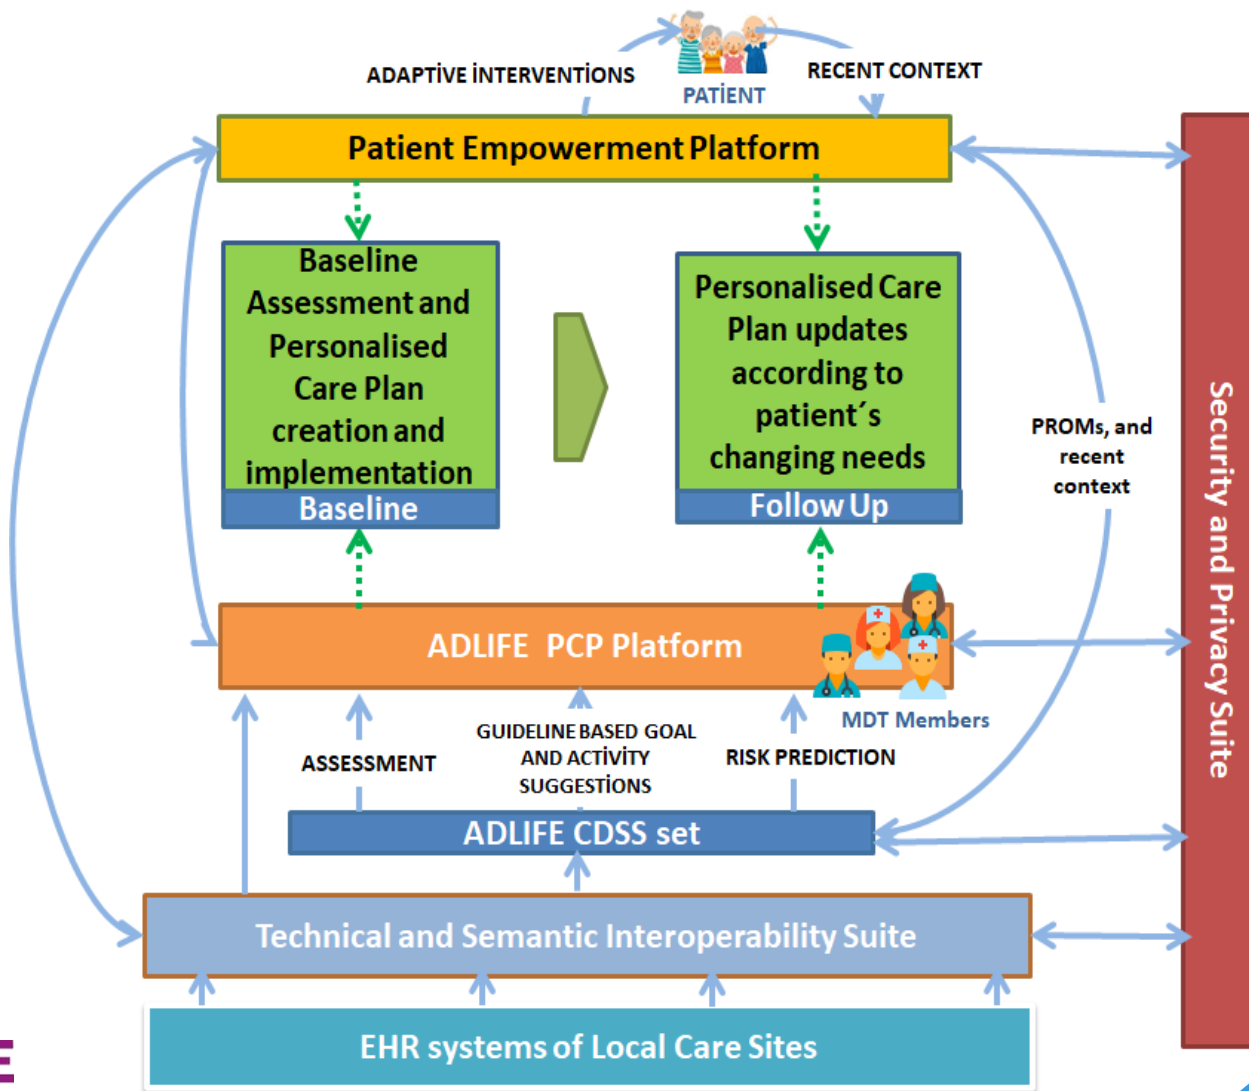 ADAPTİVE İNTERVENTİONS
RECENT CONTEXT
PATİENT
Patient Empowerment Platform
Baseline
Assessment and
Personalised
Care Plan
creation and
implementation
Baseline
Personalised Care
Plan updates
according to
patient´s
changing needs
Follow Up
PROMs, and
recent
context
Security and Privacy Suite
ADLIFE PCP Platform
MDT Members
ASSESSMENT
GUIDELINE BASED GOAL
AND ACTİVİTY
SUGGESTİONS
RISK PREDICTION
ADLIFE CDSS set
Technical and Semantic Interoperability Suite
EHR systems of Local Care Sites
E